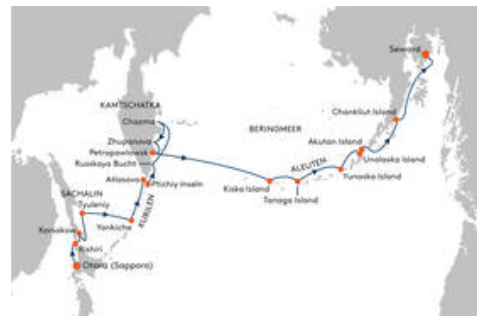 Seward
KAMTSCHATKA
Chazma
Zhupanova
Petropawlowsk
Russkaya Bucht
Atlasova
Ptichiy Inseln
KURILEN
BERINGMEER
Chankliut Island
Akutan Island
Unalaska Island
ALEUTEN
Yunaska Island
Kiska Island
Tanaga Island
SACHALIN
Tyuleniy
Yankicha
Korsakow
Rishiri
Otaru (Sapporo)